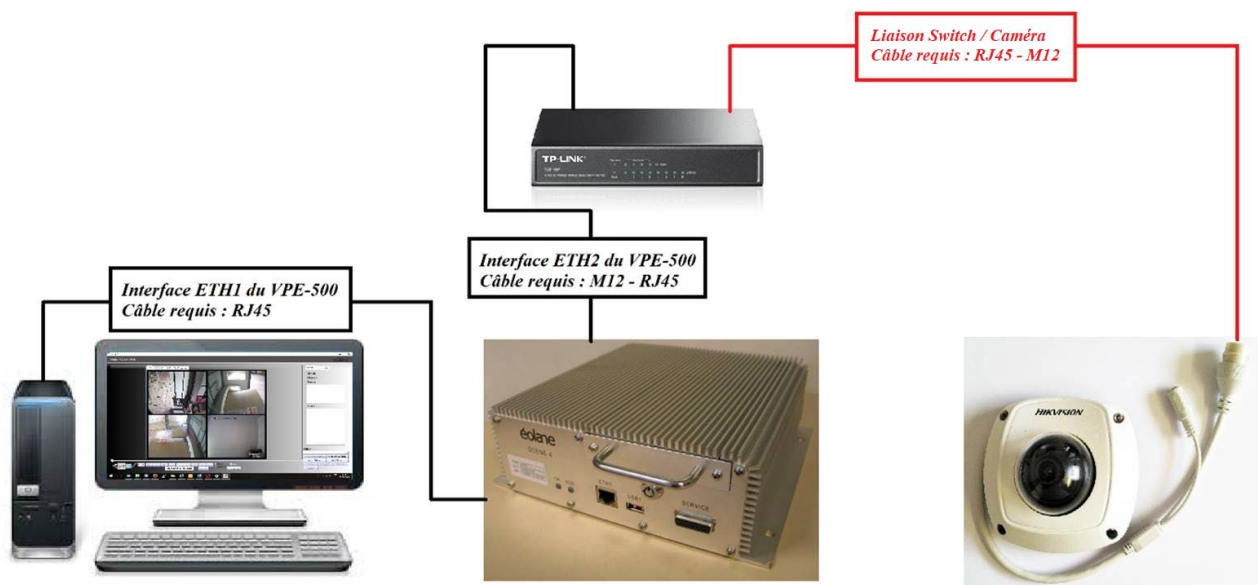 Liaison Switch / Caméra
Câble requis : RJ45 - M12
TP-LINK
Interface ETH2 du VPE-500
Câble requis : M12 - RJ45
Interface ETH1 du VPE-500
Câble requis : RJ45
éolane
ETH1
USB1
SERVICE
HIKVISION